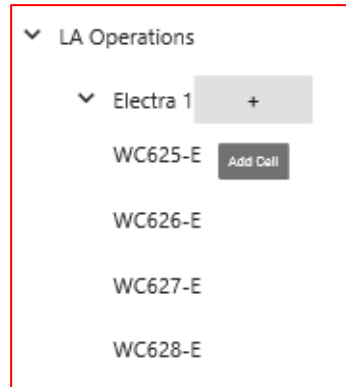 LA Operations
Electra 1 +
WC625-E Add Cell
WC626-E
WC627-E
WC628-E